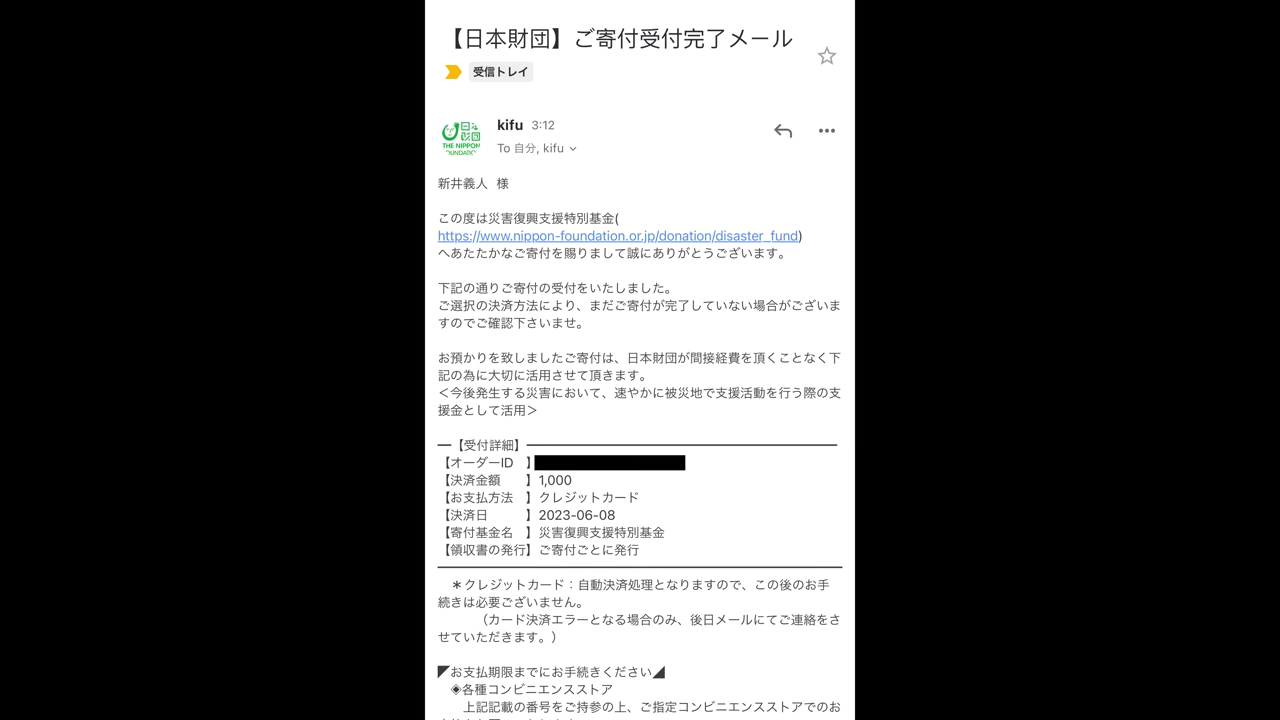 【日本財団】ご寄付受付完了メール
受信トレイ
kifu 3:12
To 自分, kifu
日本財団
THE NIPPON
FOUNDATION
新井義人 様
この度は災害復興支援特別基金(
https://www.nippon-foundation.or.jp/donation/disaster_fund)
へあたたかなご寄付を賜りまして誠にありがとうございます。
下記の通りご寄付の受付をいたしました。
ご選択の決済方法により、まだご寄付が完了していない場合がございま
すのでご確認下さいませ。
お預かりを致しましたご寄付は、日本財団が間接経費を頂くことなく下
記の為に大切に活用させて頂きます。
＜今後発生する災害において、速やかに被災地で支援活動を行う際の支
援金として活用＞
━【受付詳細】━━━━━━━━━━━━━━━━━━━━
【オーダーID 】
【決済金額 】1,000
【お支払方法 】クレジットカード
【決済日 】2023-06-08
【寄付基金名 】災害復興支援特別基金
【領収書の発行】ご寄付ごとに発行
＊クレジットカード：自動決済処理となりますので、この後のお手
続きは必要ございません。
（カード決済エラーとなる場合のみ、後日メールにてご連絡をさ
せていただきます。）
◤お支払期限までにお手続きください◢
◈各種コンビニエンスストア
上記記載の番号をご持参の上、ご指定コンビニエンスストアでのお